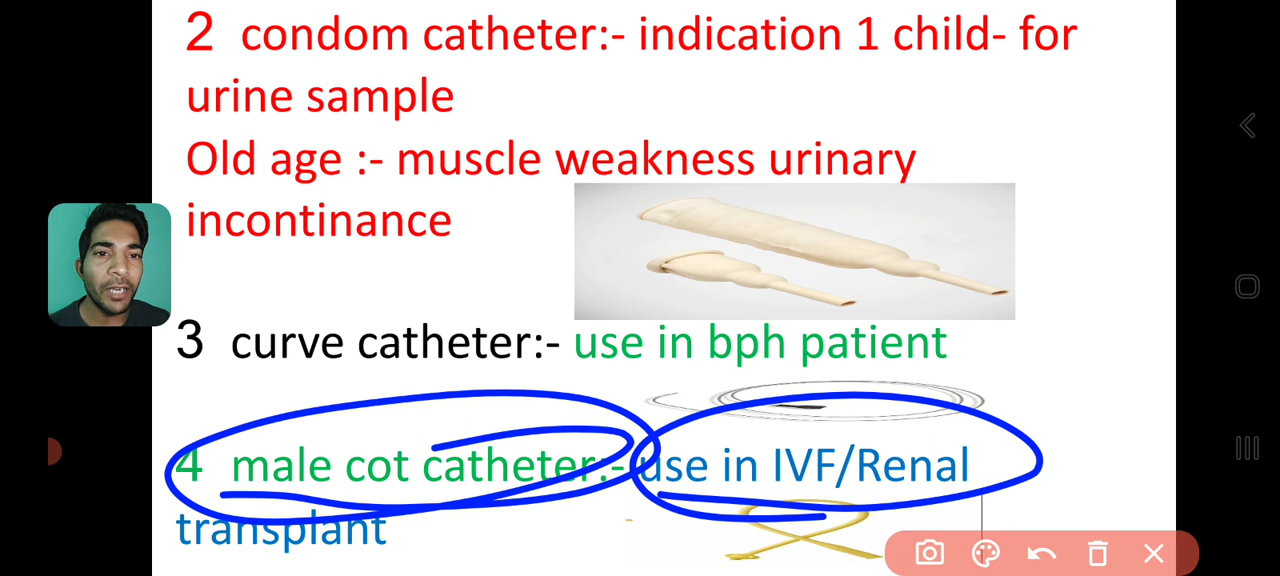 2 condom catheter:- indication 1 child- for
urine sample
Old age :- muscle weakness urinary
incontinance
3 curve catheter:- use in bph patient
4 male cot catheter:- use in IVF/Renal
transplant